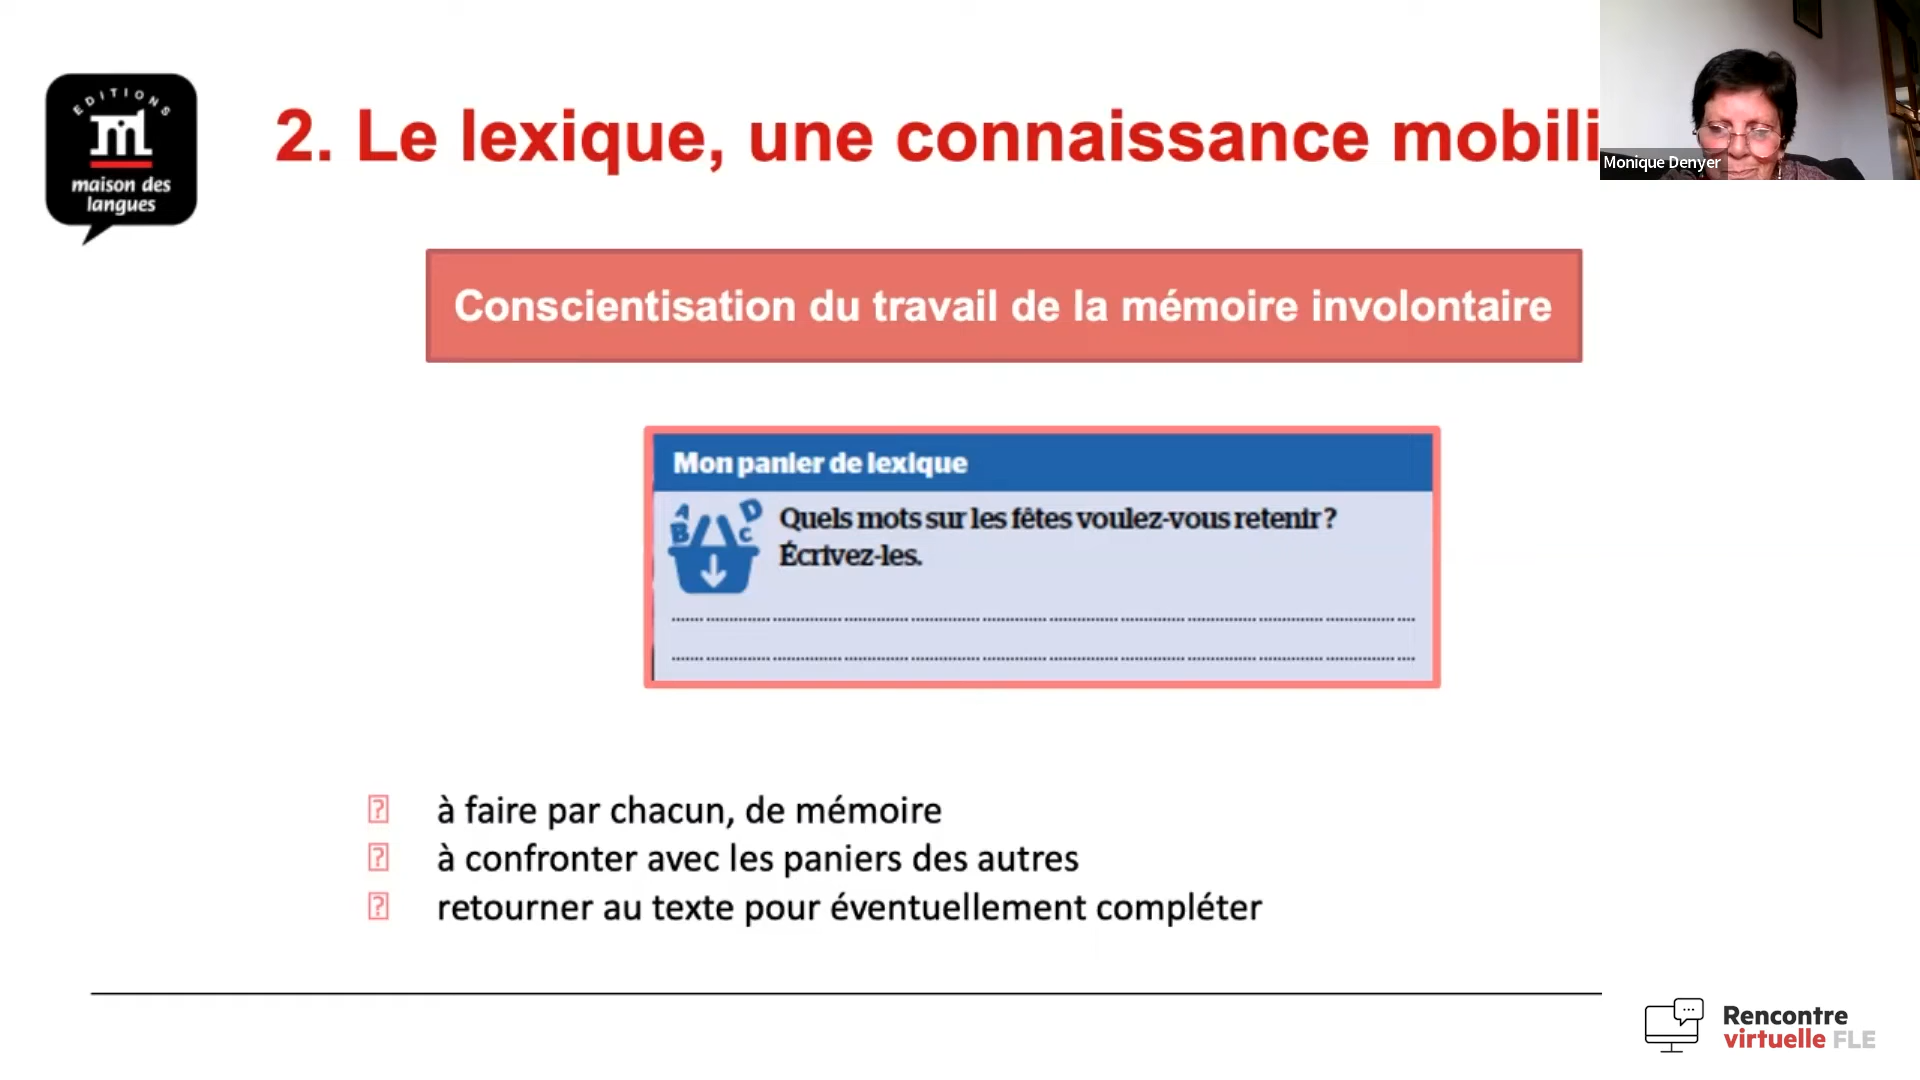 EDITIONS
maison des
langues
2. Le lexique, une connaissance mobili
Monique Denyer
Conscientisation du travail de la mémoire involontaire
Mon panier de lexique
A B C D
Quels mots sur les fêtes voulez-vous retenir ?
Écrivez-les.
à faire par chacun, de mémoire
à confronter avec les paniers des autres
retourner au texte pour éventuellement compléter
Rencontre
virtuelle FLE